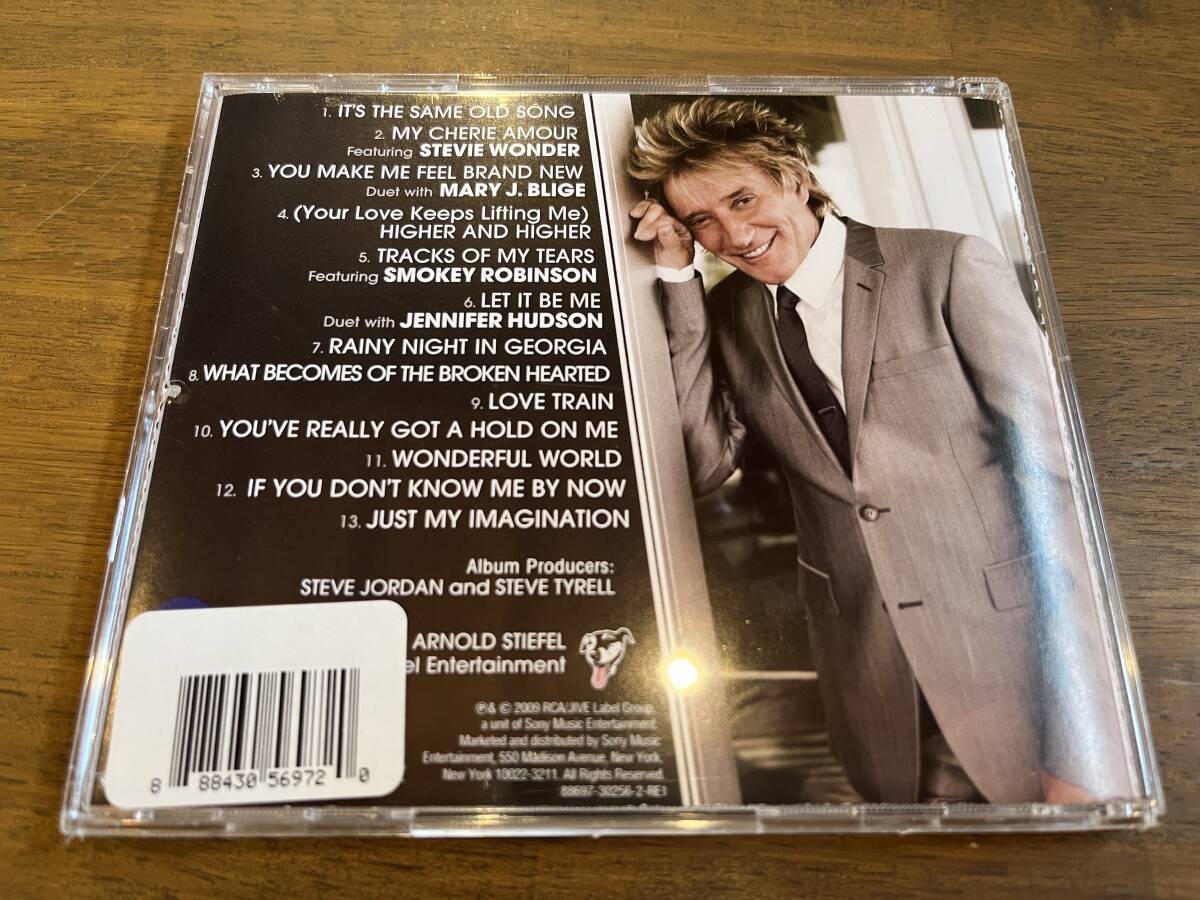 1. IT'S THE SAME OLD SONG
2. MY CHERIE AMOUR
Featuring STEVIE WONDER
3. YOU MAKE ME FEEL BRAND NEW
Duet with MARY J. BLIGE
4. (Your Love Keeps Lifting Me)
HIGHER AND HIGHER
5. TRACKS OF MY TEARS
Featuring SMOKEY ROBINSON
6. LET IT BE ME
Duet with JENNIFER HUDSON
7. RAINY NIGHT IN GEORGIA
8. WHAT BECOMES OF THE BROKEN HEARTED
9. LOVE TRAIN
10. YOU'VE REALLY GOT A HOLD ON ME
11. WONDERFUL WORLD
12. IF YOU DON'T KNOW ME BY NOW
13. JUST MY IMAGINATION
Album Producers:
STEVE JORDAN and STEVE TYRELL
ARNOLD STIEFEL
el Entertainment
℗& © 2009 RCA/JIVE Label Group,
a unit of Sony Music Entertainment.
Marketed and distributed by Sony Music
Entertainment, 550 Madison Avenue, New York,
New York 10022-3211. All Rights Reserved.
88697-30256-2-RE1
8 88430 56972 0